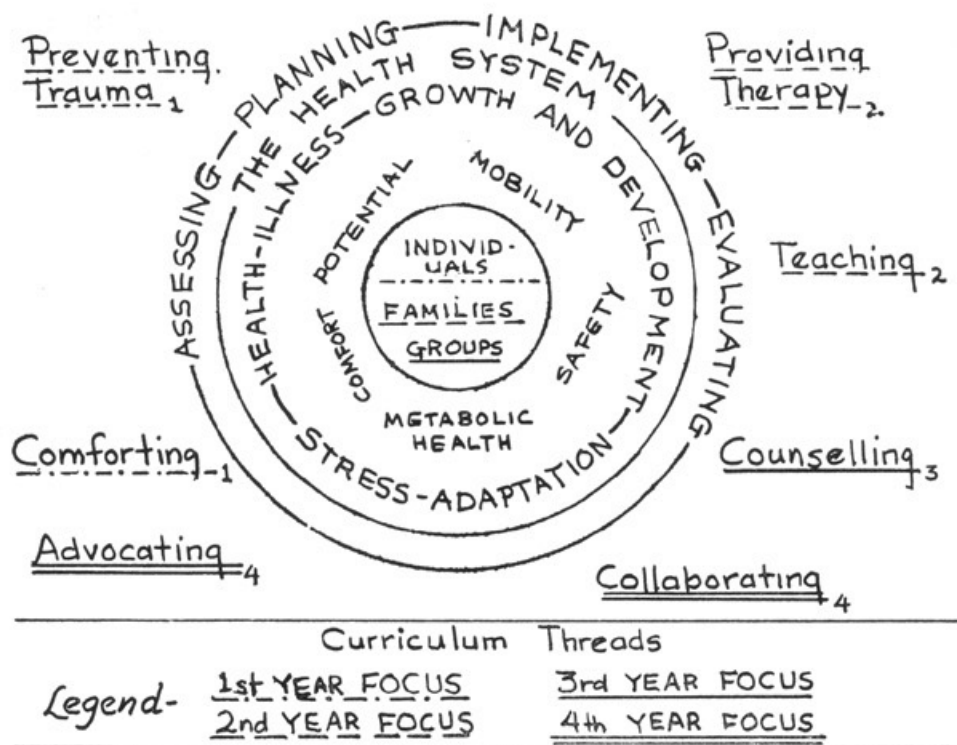 Preventing
Trauma 1
Providing
Therapy 2.
ASSESSING — PLANNING — IMPLEMENTING — EVALUATING
THE HEALTH SYSTEM
HEALTH-ILLNESS — GROWTH AND DEVELOPMENT — STRESS-ADAPTATION
POTENTIAL
MOBILITY
INDIVID-
UALS
FAMILIES
GROUPS
COMFORT
SAFETY
METABOLIC
HEALTH
Teaching 2
Comforting 1
Counselling 3
Advocating 4
Collaborating 4
Curriculum Threads
Legend-
1st YEAR FOCUS
3rd YEAR FOCUS
2nd YEAR FOCUS
4th YEAR FOCUS